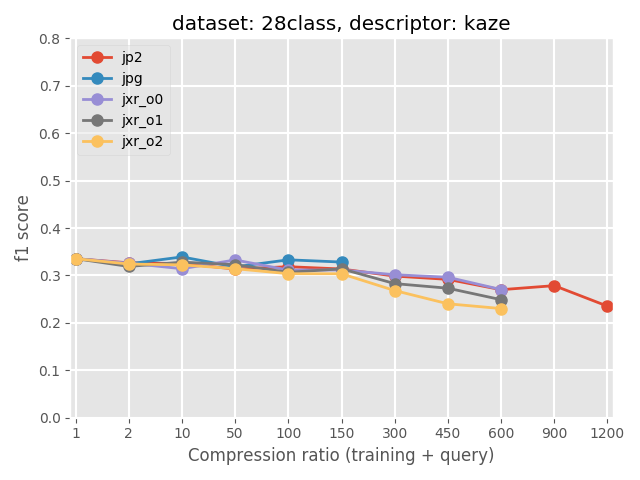 dataset: 28class, descriptor: kaze
jp2
jpg
jxr_o0
jxr_o1
jxr_o2
f1 score
0.8
0.7
0.6
0.5
0.4
0.3
0.2
0.1
0.0
1 2 10 50 100 150 300 450 600 900 1200
Compression ratio (training + query)